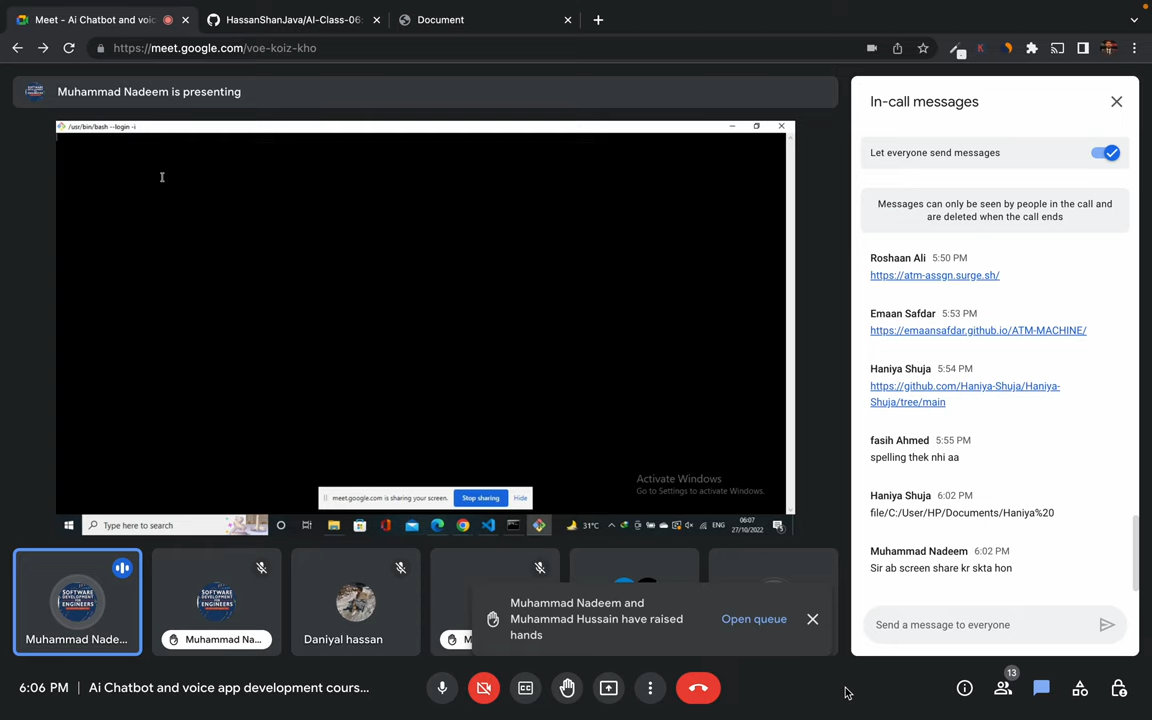 Meet - Ai Chatbot and voic
HassanShanJava/AI-Class-06:
Document
https://meet.google.com/voe-koiz-kho
Muhammad Nadeem is presenting
/usr/bin/bash --login -i
Activate Windows
Go to Settings to activate Windows.
meet.google.com is sharing your screen.
Stop sharing
Hide
Type here to search
31°C
ENG
06:07
27/10/2022
In-call messages
Let everyone send messages
Messages can only be seen by people in the call and
are deleted when the call ends
Roshaan Ali 5:50 PM
https://atm-assgn.surge.sh/
Emaan Safdar 5:53 PM
https://emaansafdar.github.io/ATM-MACHINE/
Haniya Shuja 5:54 PM
https://github.com/Haniya-Shuja/Haniya-
Shuja/tree/main
fasih Ahmed 5:55 PM
spelling thek nhi aa
Haniya Shuja 6:02 PM
file/C:/User/HP/Documents/Haniya%20
Muhammad Nadeem 6:02 PM
Sir ab screen share kr skta hon
Send a message to everyone
SOFTWARE
DEVELOPMENT
FOR
ENGINEERS
Muhammad Nade...
SOFTWARE
DEVELOPMENT
FOR
ENGINEERS
Muhammad Na...
Daniyal hassan
M
Muhammad Nadeem and
Muhammad Hussain have raised
hands
Open queue
6:06 PM | Ai Chatbot and voice app development cours...
13